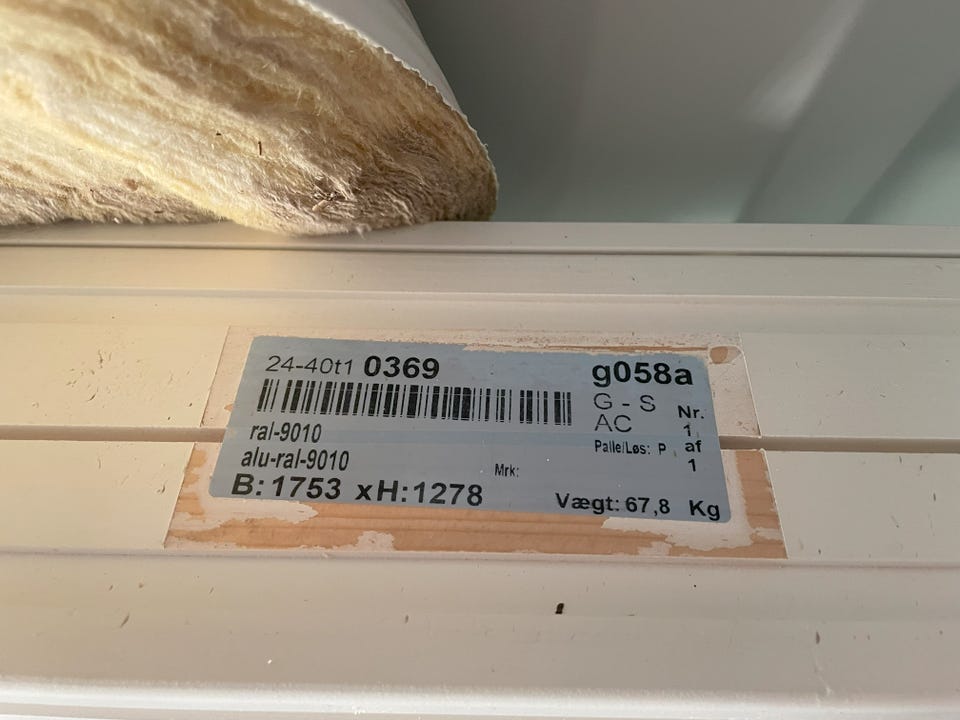 24-40t1 0369 g058a
G - S
AC
Nr.
1
ral-9010
Palle/Løs: P af
alu-ral-9010
Mrk:
1
B:1753 xH:1278
Vægt: 67,8 Kg